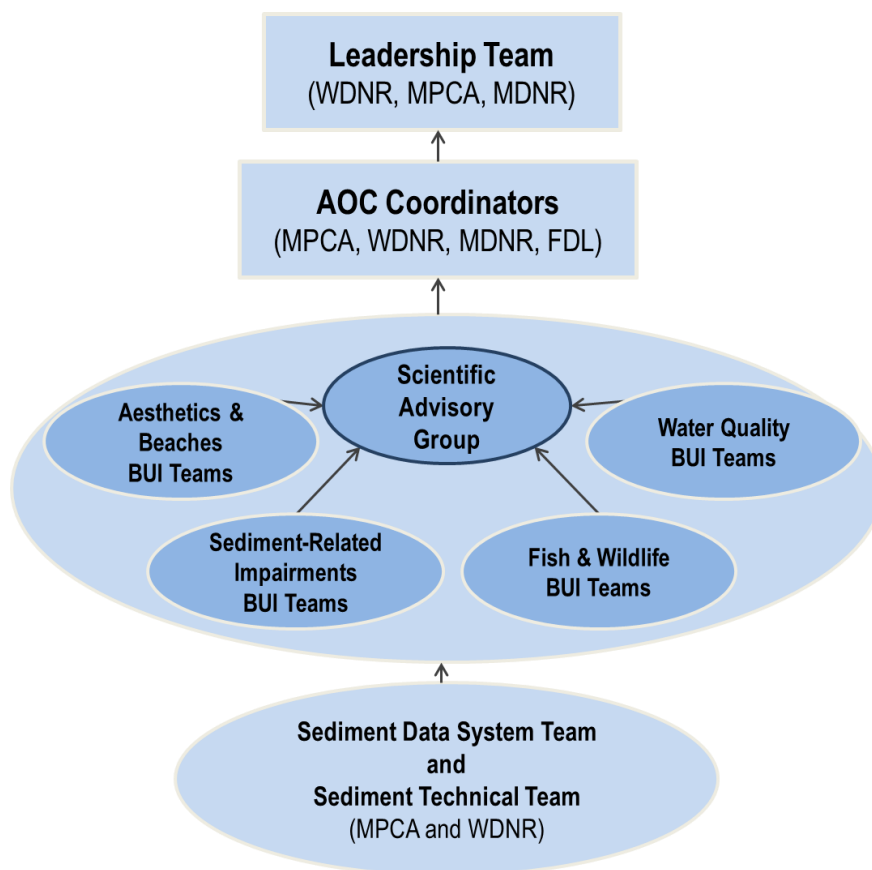 Leadership Team
(WDNR, MPCA, MDNR)
AOC Coordinators
(MPCA, WDNR, MDNR, FDL)
Scientific
Advisory
Group
Aesthetics &
Beaches
BUI Teams
Water Quality
BUI Teams
Sediment-Related
Impairments
BUI Teams
Fish & Wildlife
BUI Teams
Sediment Data System Team
and
Sediment Technical Team
(MPCA and WDNR)